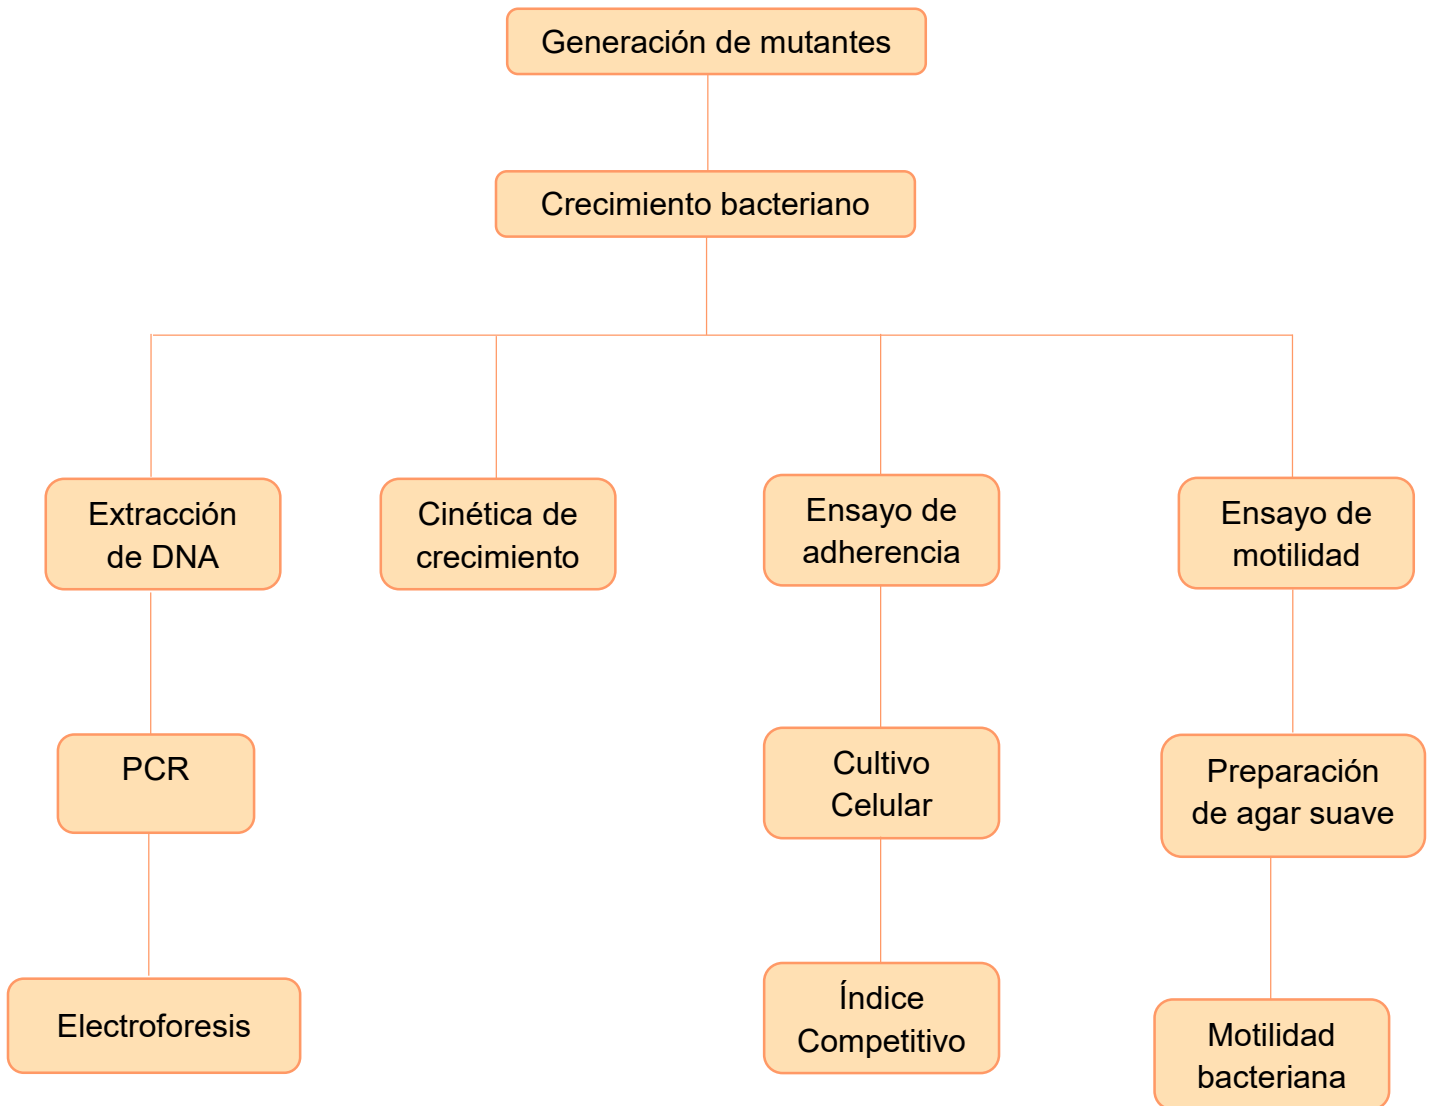 Generación de mutantes
Crecimiento bacteriano
Extracción
de DNA
Cinética de
crecimiento
Ensayo de
adherencia
Ensayo de
motilidad
PCR
Cultivo
Celular
Preparación
de agar suave
Electroforesis
Índice
Competitivo
Motilidad
bacteriana